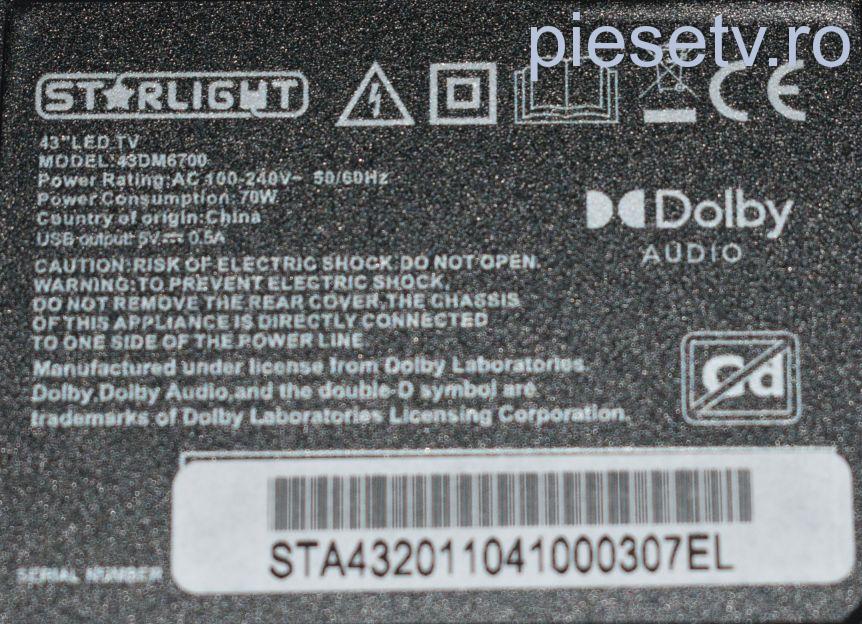 piesetv.ro
STARLIGHT
43"LED TV
MODEL:43DM6700
Power Rating:AC 100-240V~ 50/60Hz
Power Consumption:70W
Country of origin:China
USB output:5V⎓0.5A
CAUTION:RISK OF ELECTRIC SHOCK.DO NOT OPEN.
WARNING:TO PREVENT ELECTRIC SHOCK,
DO NOT REMOVE THE REAR COVER.THE CHASSIS
OF THIS APPLIANCE IS DIRECTLY CONNECTED
TO ONE SIDE OF THE POWER LINE
Dolby
AUDIO
Manufactured under license from Dolby Laboratories.
Dolby,Dolby Audio,and the double-D symbol are
trademarks of Dolby Laboratories Licensing Corporation.
Cd
STA432011041000307EL
SERIAL NUMBER